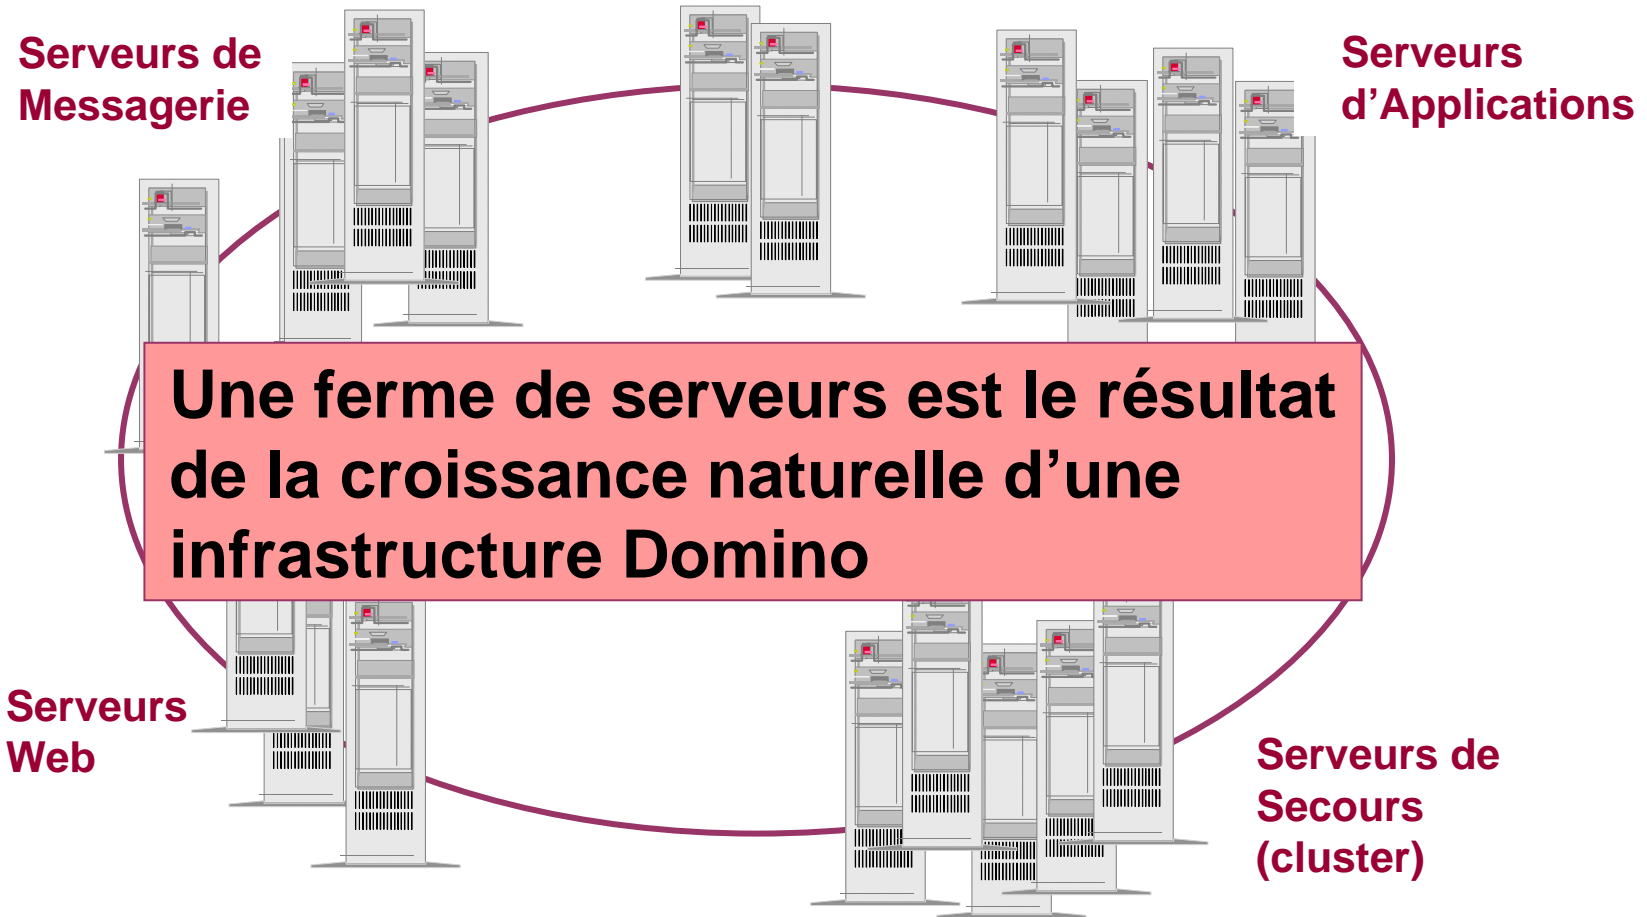 Serveurs de
Messagerie
Serveurs
d’Applications
Une ferme de serveurs est le résultat
de la croissance naturelle d’une
infrastructure Domino
Serveurs
Web
Serveurs de
Secours
(cluster)